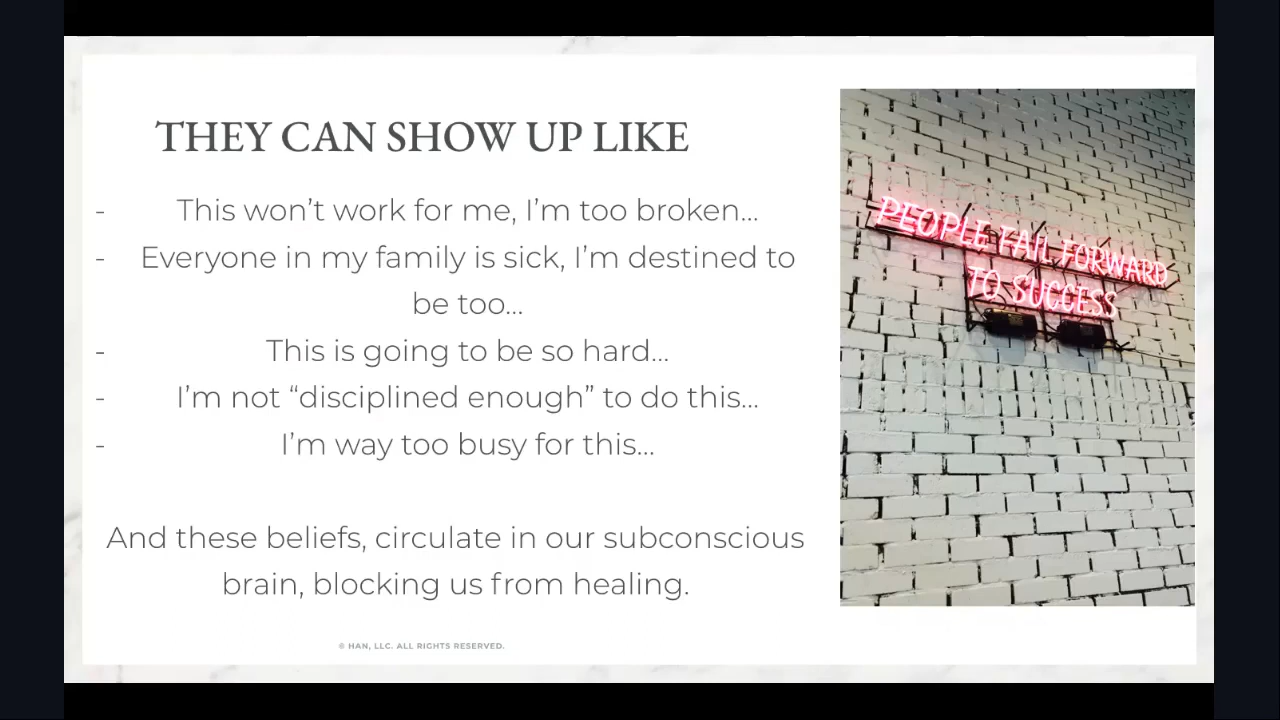 THEY CAN SHOW UP LIKE
- This won’t work for me, I’m too broken...
- Everyone in my family is sick, I’m destined to
be too...
- This is going to be so hard...
- I’m not “disciplined enough” to do this...
- I’m way too busy for this...
And these beliefs, circulate in our subconscious
brain, blocking us from healing.
© HAN, LLC. ALL RIGHTS RESERVED.
PEOPLE FAIL FORWARD
TO SUCCESS